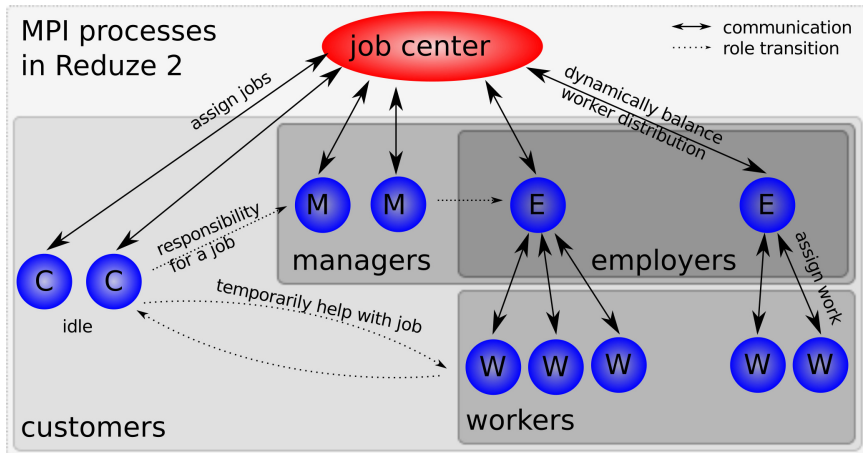 MPI processes
in Reduze 2
job center
communication
role transition
assign jobs
dynamically balance
worker distribution
M
M
E
E
responsibility
for a job
managers
employers
assign work
C
C
idle
temporarily help with job
W
W
W
W
W
customers
workers